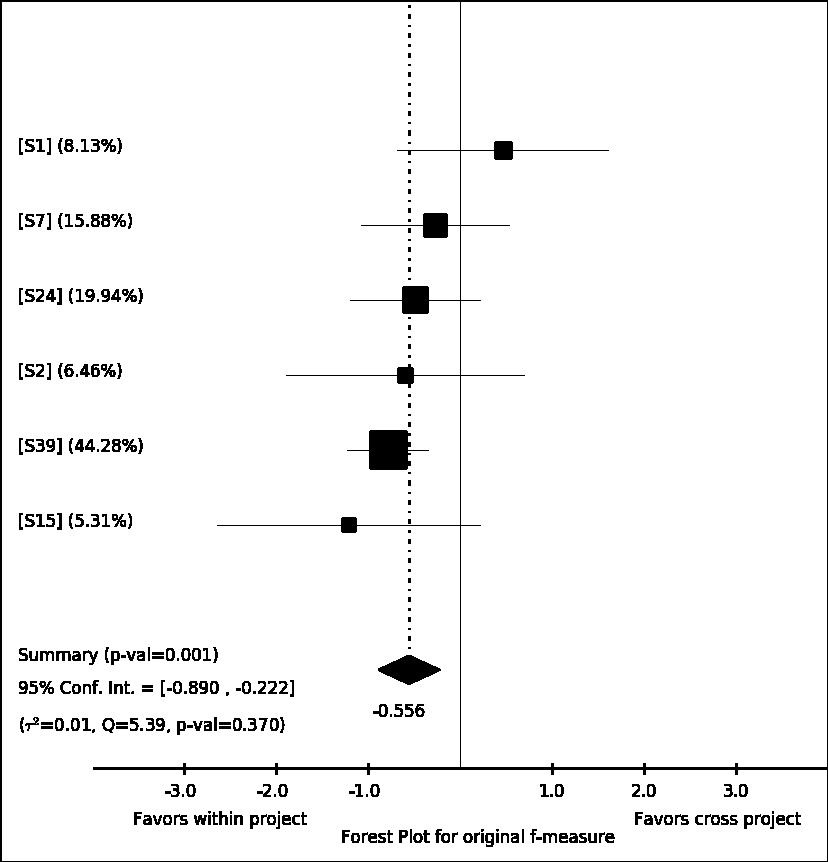 [S1] (8.13%)
[S7] (15.88%)
[S24] (19.94%)
[S2] (6.46%)
[S39] (44.28%)
[S15] (5.31%)
Summary (p-val=0.001)
95% Conf. Int. = [-0.890 , -0.222]
-0.556
(τ²=0.01, Q=5.39, p-val=0.370)
-3.0 -2.0 -1.0 1.0 2.0 3.0
Favors within project Favors cross project
Forest Plot for original f-measure